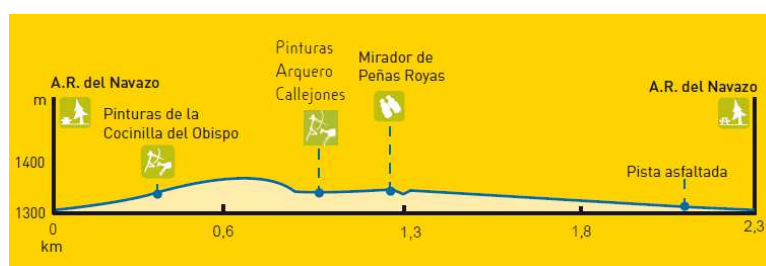 A.R. del Navazo
m
Pinturas de la
Cocinilla del Obispo
Pinturas
Arquero
Callejones
Mirador de
Peñas Royas
A.R. del Navazo
Pista asfaltada
1400
1300
0
0,6
1,3
1,8
2,3
km